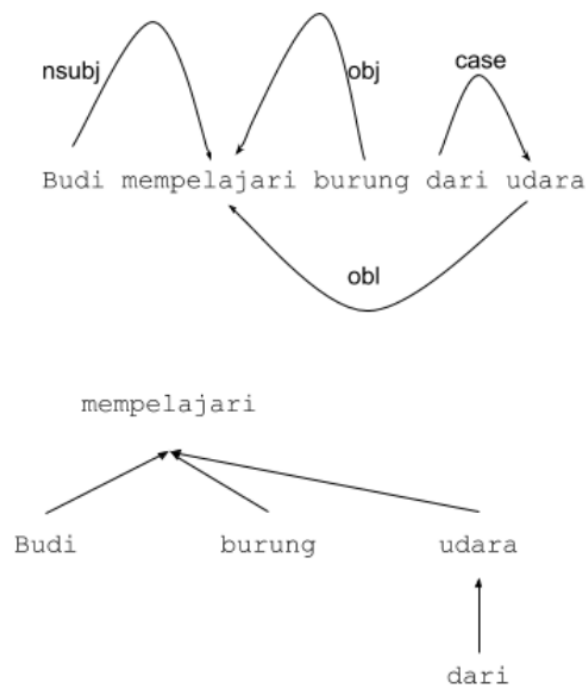 nsubj obj case
Budi mempelajari burung dari udara
obl
mempelajari
Budi burung udara
dari